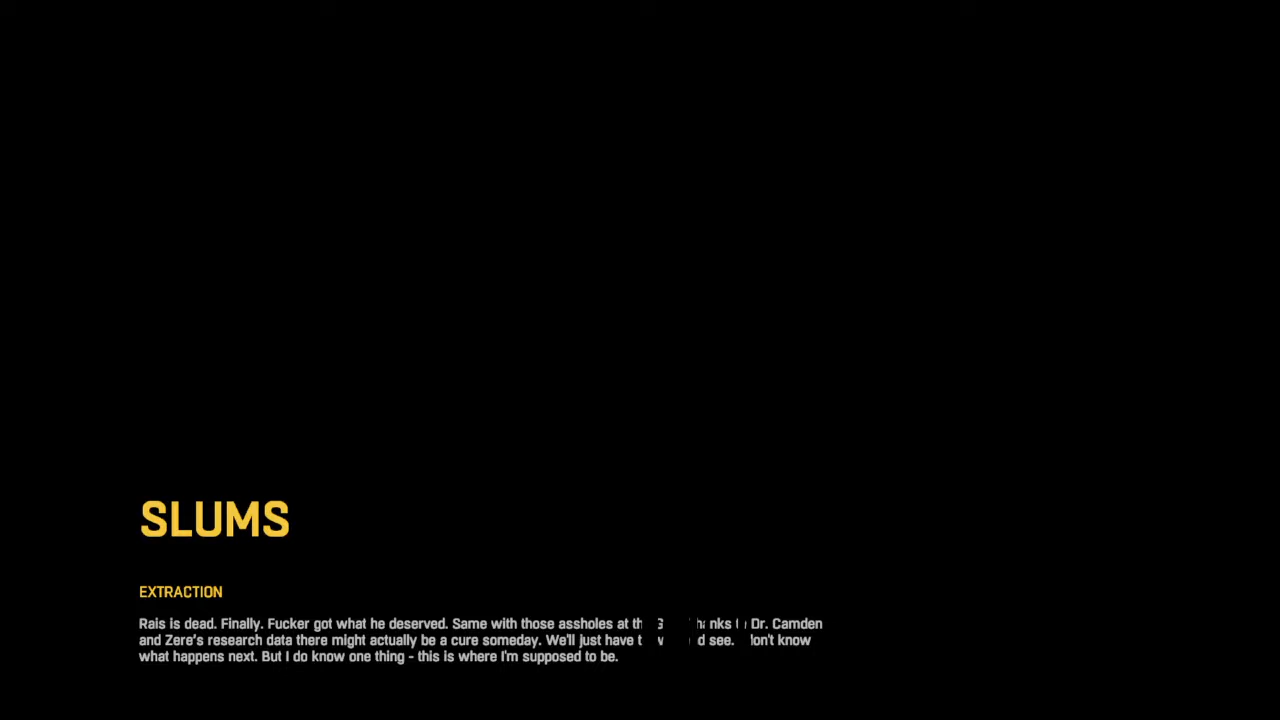 SLUMS
EXTRACTION
Rais is dead. Finally. Fucker got what he deserved. Same with those assholes at Dr. Camden
and Zere's research data there might actually be a cure someday. We'll just have see. know
what happens next. But I do know one thing - this is where I'm supposed to be.